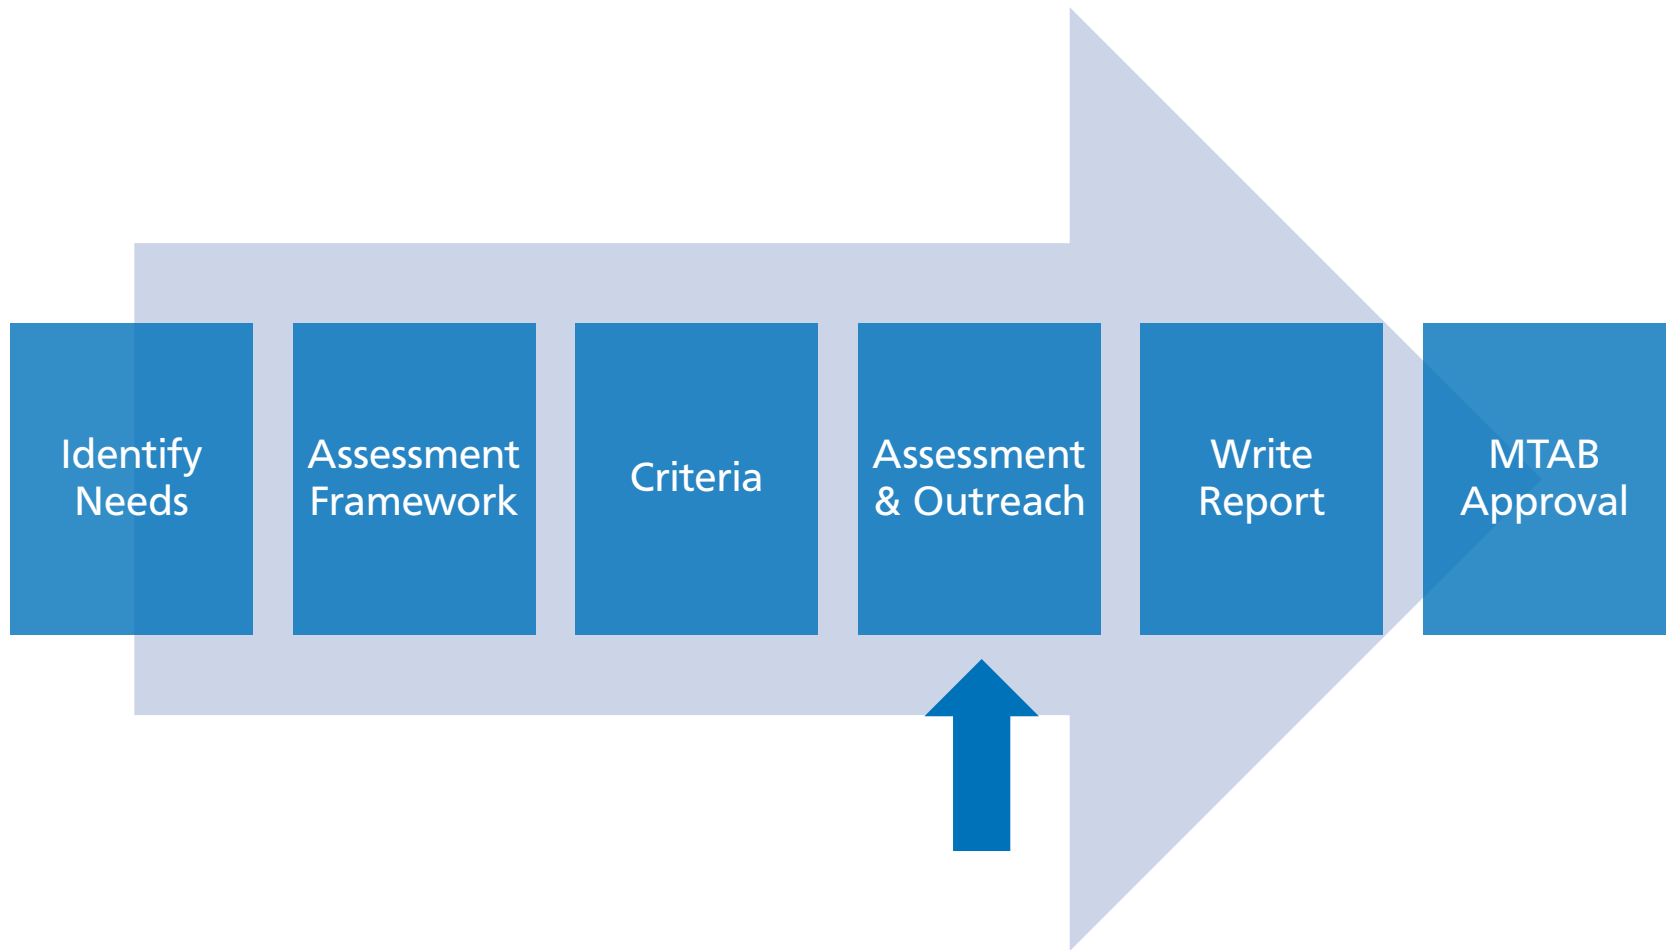 Identify
Needs
Assessment
Framework
Criteria
Assessment
& Outreach
Write
Report
MTAB
Approval